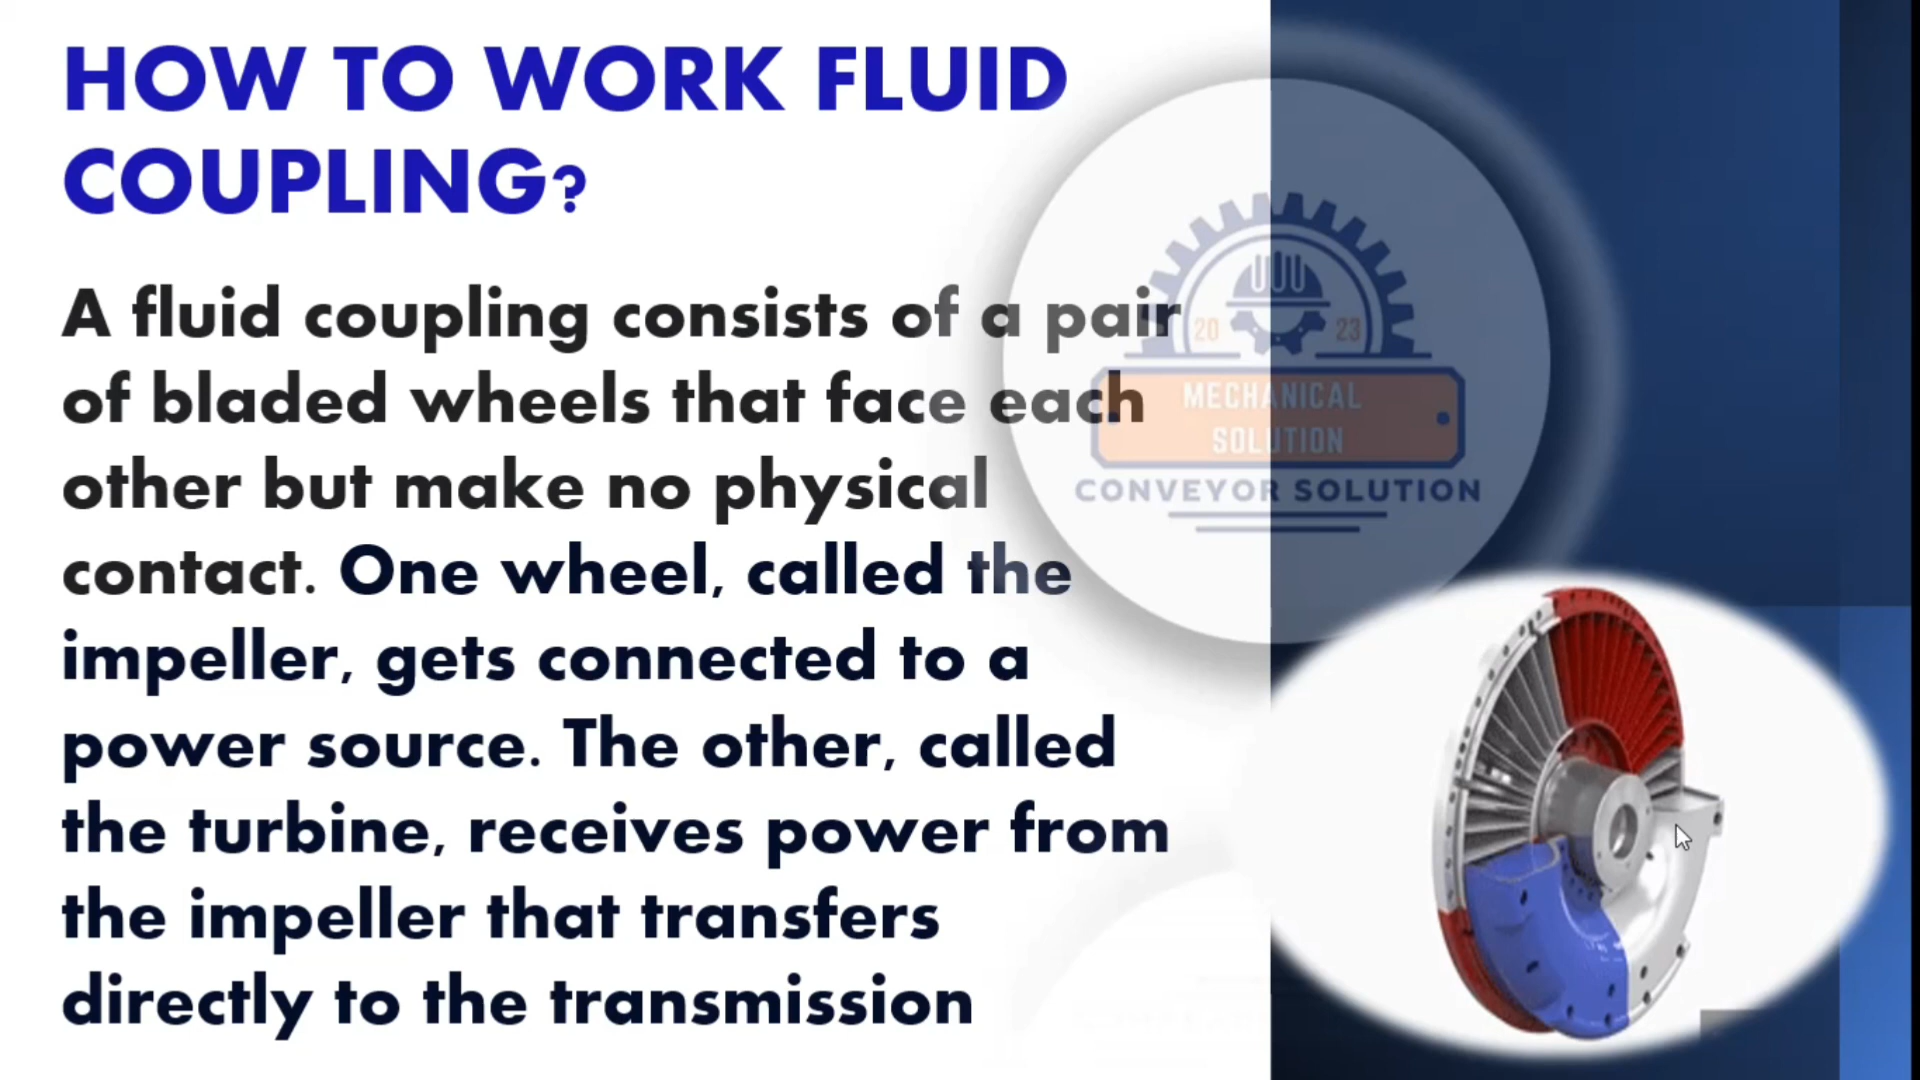 HOW TO WORK FLUID
COUPLING?
A fluid coupling consists of a pair
of bladed wheels that face each
other but make no physical
contact. One wheel, called the
impeller, gets connected to a
power source. The other, called
the turbine, receives power from
the impeller that transfers
directly to the transmission
20 23
MECHANICAL
SOLUTION
CONVEYOR SOLUTION